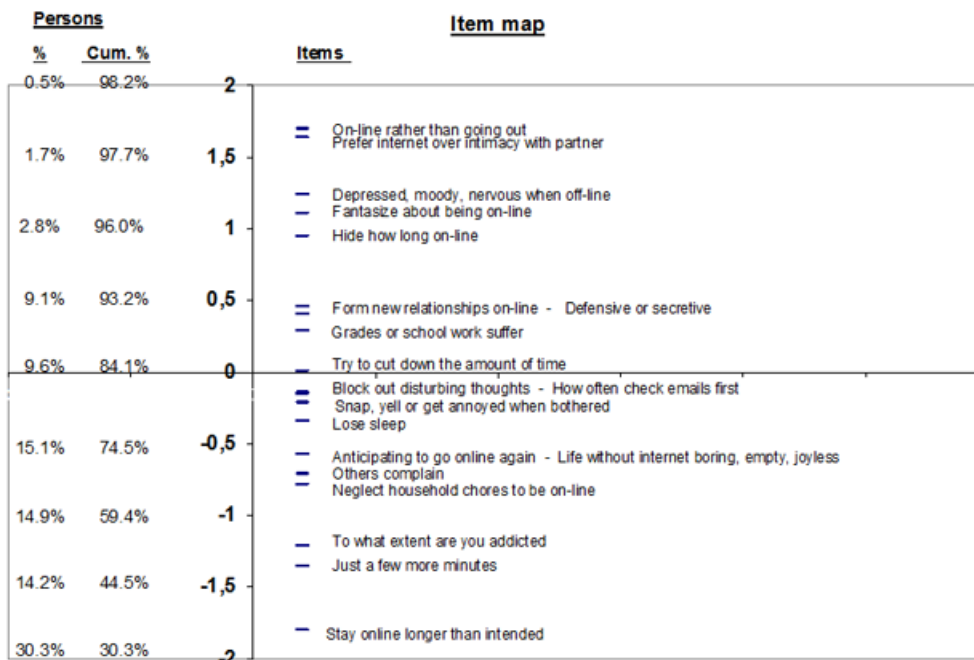 Persons
Item map
% Cum. % Items
0.5% 98.2% 2
On-line rather than going out
Prefer internet over intimacy with partner
1.7% 97.7% 1,5
Depressed, moody, nervous when off-line
Fantasize about being on-line
2.8% 96.0% 1
Hide how long on-line
9.1% 93.2% 0,5
Form new relationships on-line - Defensive or secretive
Grades or school work suffer
Try to cut down the amount of time
9.6% 84.1% 0
Block out disturbing thoughts - How often check emails first
Snap, yell or get annoyed when bothered
Lose sleep
15.1% 74.5% -0,5
Anticipating to go online again - Life without internet boring, empty, joyless
Others complain
Neglect household chores to be on-line
14.9% 59.4% -1
To what extent are you addicted
Just a few more minutes
14.2% 44.5% -1,5
Stay online longer than intended
30.3% 30.3% -2